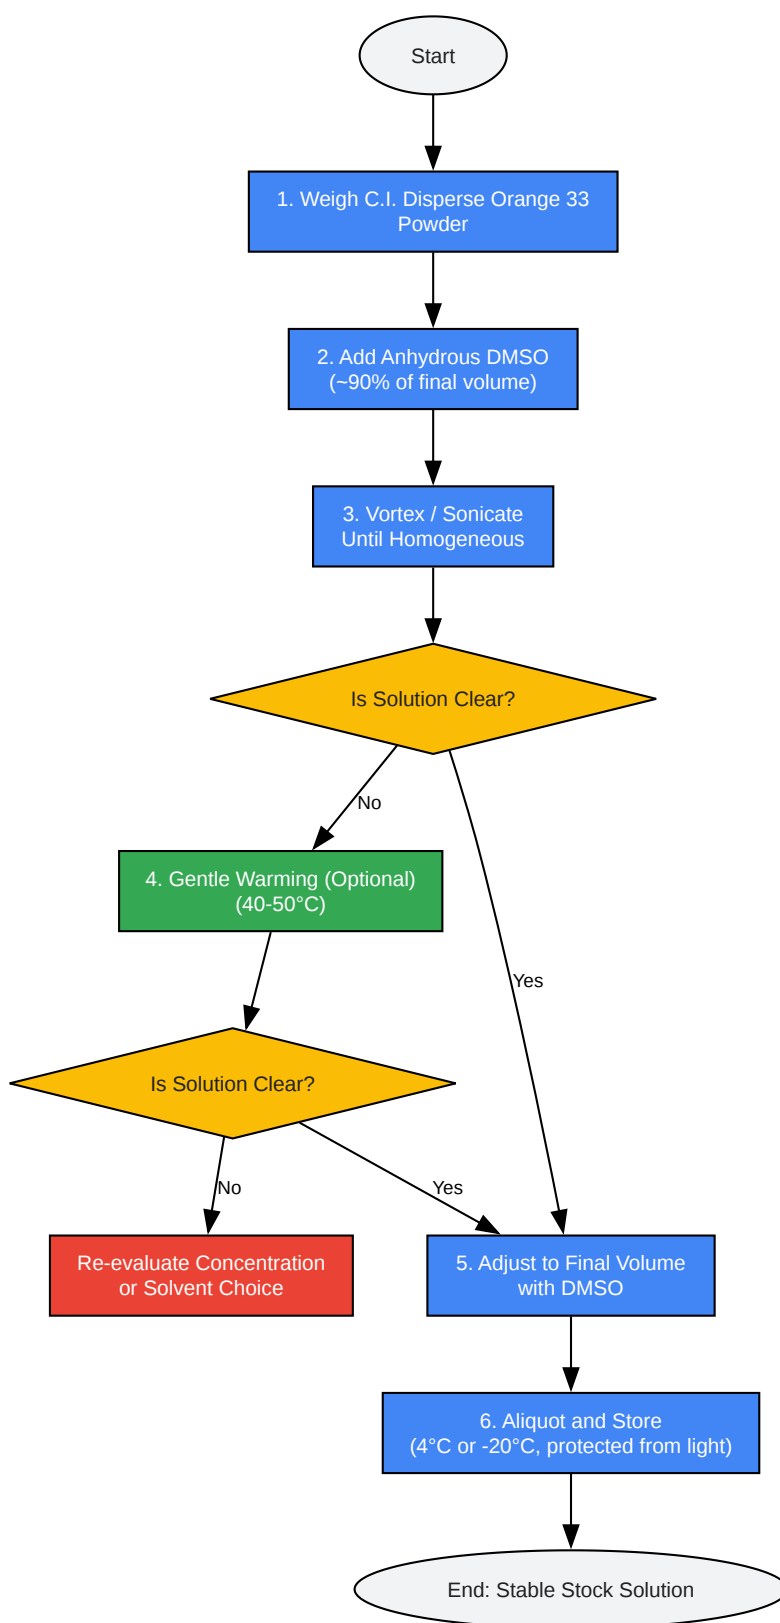 Start
1. Weigh C.I. Disperse Orange 33
Powder
2. Add Anhydrous DMSO
(~90% of final volume)
3. Vortex / Sonicate
Until Homogeneous
Is Solution Clear?
No
4. Gentle Warming (Optional)
(40-50°C)
Yes
Is Solution Clear?
No
Yes
Re-evaluate Concentration
or Solvent Choice
5. Adjust to Final Volume
with DMSO
6. Aliquot and Store
(4°C or -20°C, protected from light)
End: Stable Stock Solution